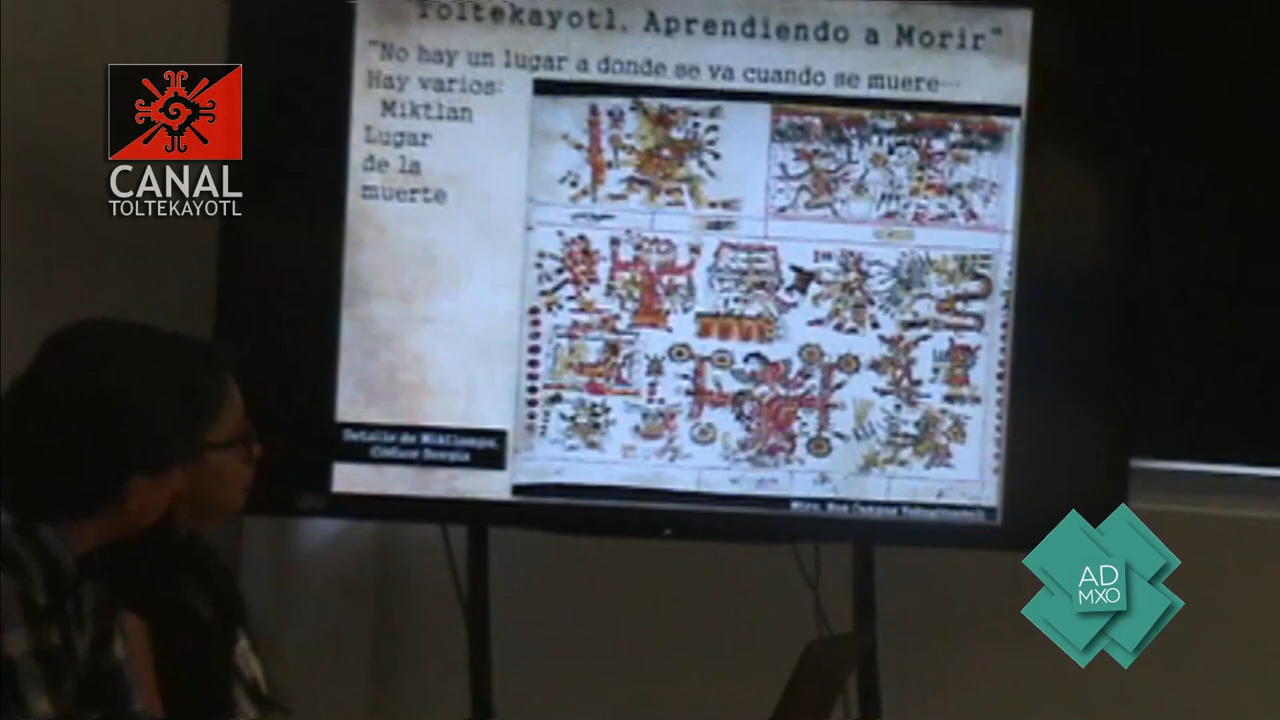 Toltekayotl. Aprendiendo a Morir"
"No hay un lugar a donde se va cuando se muere…
Hay varios:
Miktlan
Lugar
de la
muerte
CANAL
TOLTEKAYOTL
Detalle de Miktlampa.
AD
MXO